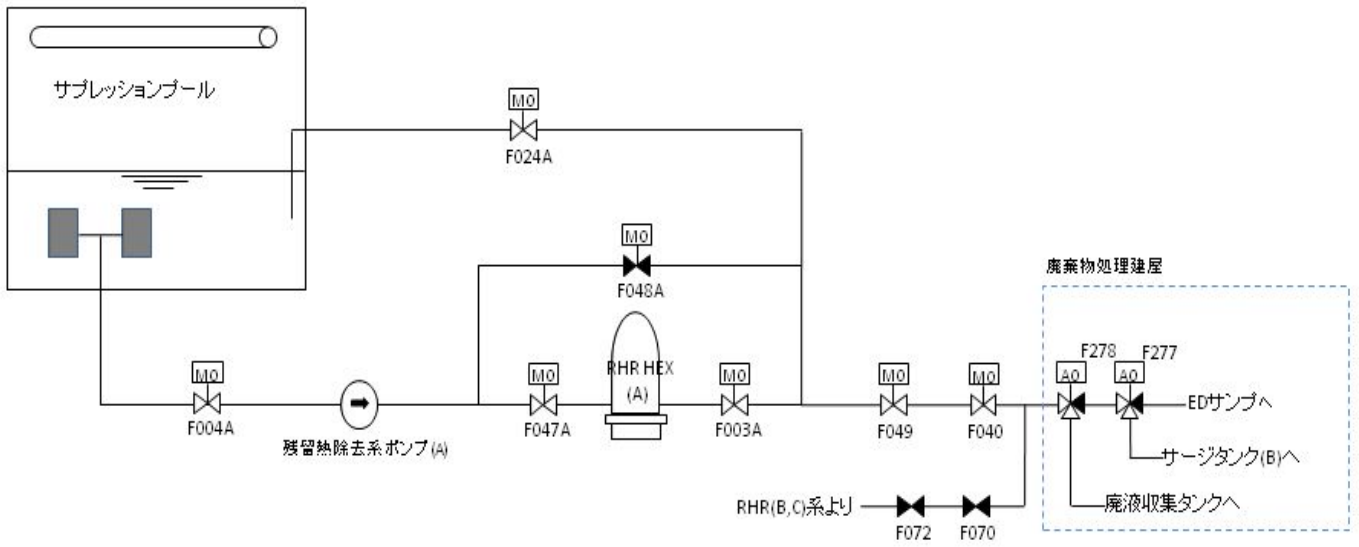 サプレッションプール
MO
F024A
MO
F048A
廃棄物処理建屋
MO
F004A
残留熱除去系ポンプ(A)
MO
F047A
RHR HEX
(A)
MO
F003A
MO
F049
MO
F040
F278
AO
F277
AO
EDサンプへ
サージタンク(B)へ
廃液収集タンクへ
RHR(B,C)系より
F072
F070